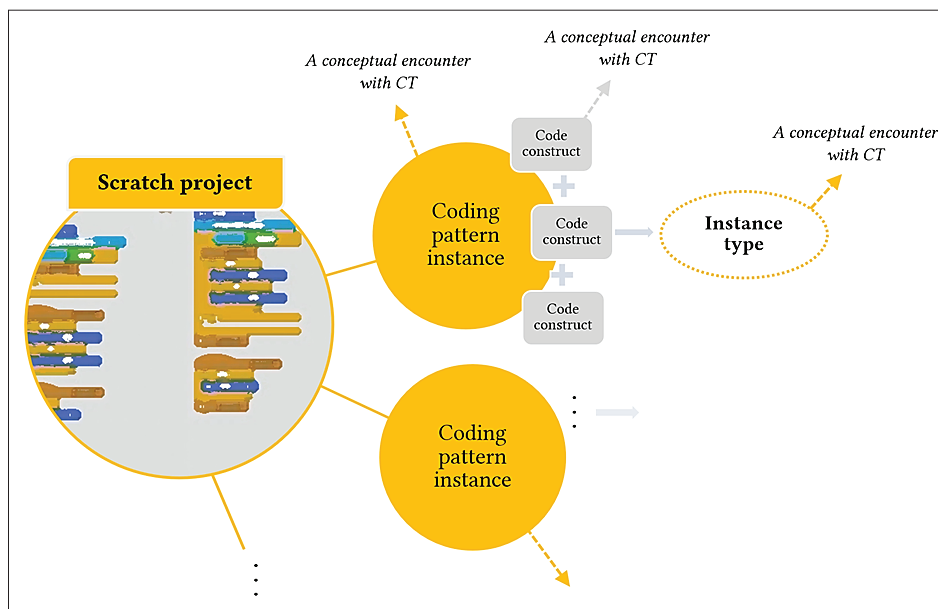 A conceptual encounter
with CT
A conceptual encounter
with CT
A conceptual encounter
with CT
Scratch project
Coding
pattern
instance
Code
construct
Code
construct
Code
construct
Instance
type
Coding
pattern
instance